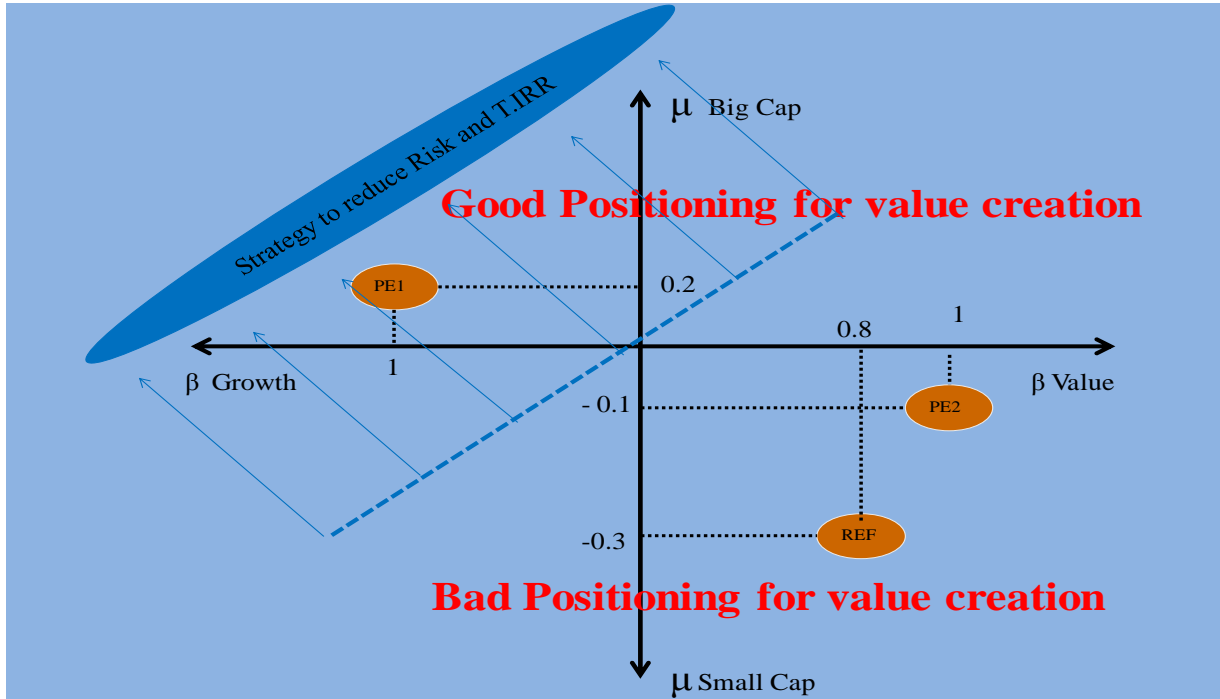 Strategy to reduce Risk and T.IRR
μ Big Cap
Good Positioning for value creation
PE1
0.2
0.8
1
1
β Growth
β Value
- 0.1
PE2
-0.3
REF
Bad Positioning for value creation
μ Small Cap